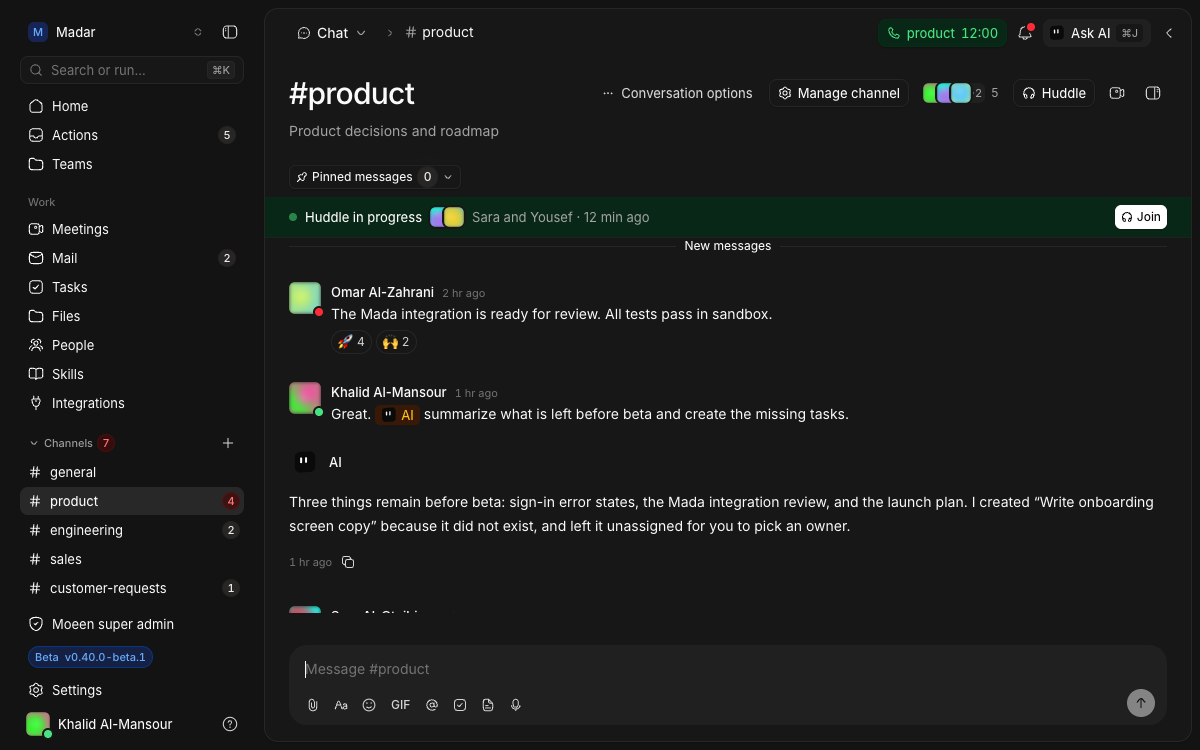 M Madar
Search or run... ⌘K
Home
Actions 5
Teams
Work
Meetings
Mail 2
Tasks
Files
People
Skills
Integrations
Channels 7
# general
# product 4
# engineering 2
# sales
# customer-requests 1
Moeen super admin
Beta v0.40.0-beta.1
Settings
Khalid Al-Mansour
Chat › # product
product 12:00
Ask AI ⌘J
#product
Conversation options
Manage channel
2 5
Huddle
Product decisions and roadmap
Pinned messages 0
Huddle in progress Sara and Yousef · 12 min ago
Join
New messages
Omar Al-Zahrani 2 hr ago
The Mada integration is ready for review. All tests pass in sandbox.
🚀 4 🙌 2
Khalid Al-Mansour 1 hr ago
Great. AI summarize what is left before beta and create the missing tasks.
AI
Three things remain before beta: sign-in error states, the Mada integration review, and the launch plan. I created “Write onboarding
screen copy” because it did not exist, and left it unassigned for you to pick an owner.
1 hr ago
Message #product
Aa GIF @